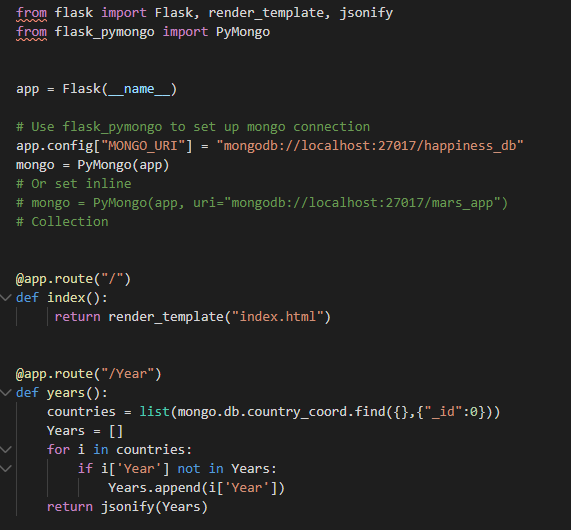 from flask import Flask, render_template, jsonify
from flask_pymongo import PyMongo
app = Flask(__name__)
# Use flask_pymongo to set up mongo connection
app.config["MONGO_URI"] = "mongodb://localhost:27017/happiness_db"
mongo = PyMongo(app)
# Or set inline
# mongo = PyMongo(app, uri="mongodb://localhost:27017/mars_app")
# Collection
@app.route("/")
def index():
    return render_template("index.html")
@app.route("/Year")
def years():
    countries = list(mongo.db.country_coord.find({},{"_id":0}))
    Years = []
    for i in countries:
        if i['Year'] not in Years:
            Years.append(i['Year'])
    return jsonify(Years)